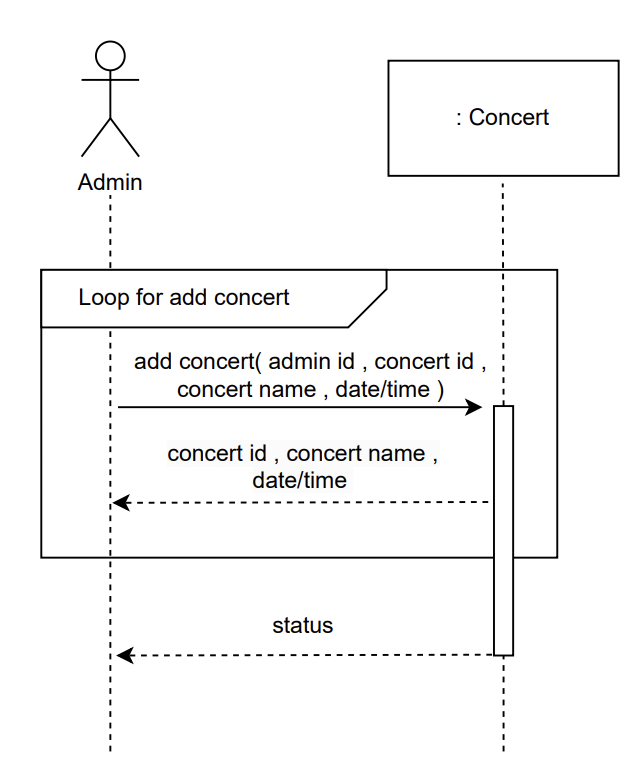 : Concert
Admin
Loop for add concert
add concert( admin id , concert id ,
concert name , date/time )
concert id , concert name ,
date/time
status